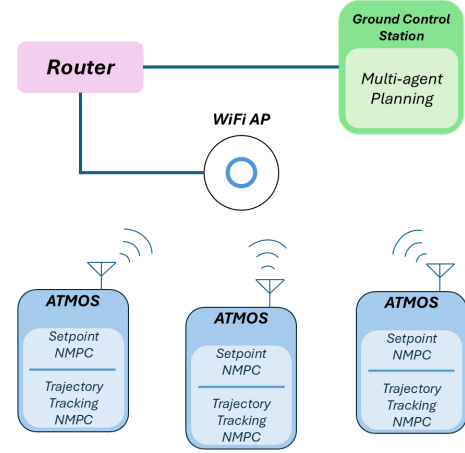 Ground Control
Station
Router
Multi-agent
Planning
WiFi AP
ATMOS
Setpoint
NMPC
Trajectory
Tracking
NMPC
ATMOS
Setpoint
NMPC
Trajectory
Tracking
NMPC
ATMOS
Setpoint
NMPC
Trajectory
Tracking
NMPC